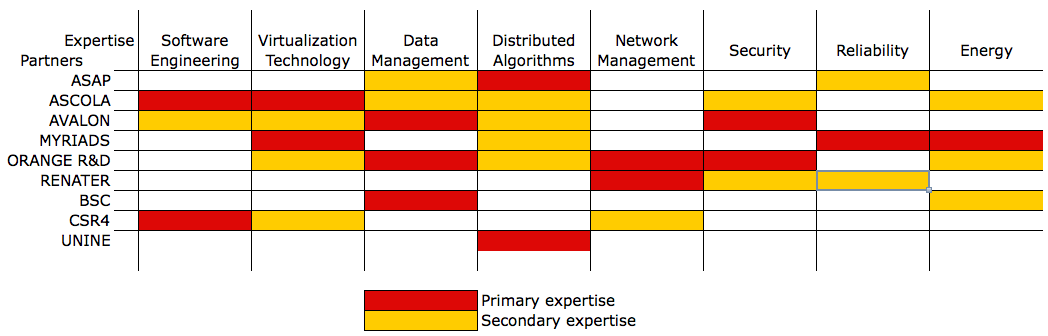 Expertise
Partners
Software Engineering
Virtualization Technology
Data Management
Distributed Algorithms
Network Management
Security
Reliability
Energy
ASAP
ASCOLA
AVALON
MYRIADS
ORANGE R&D
RENATER
BSC
CSR4
UNINE
Primary expertise
Secondary expertise